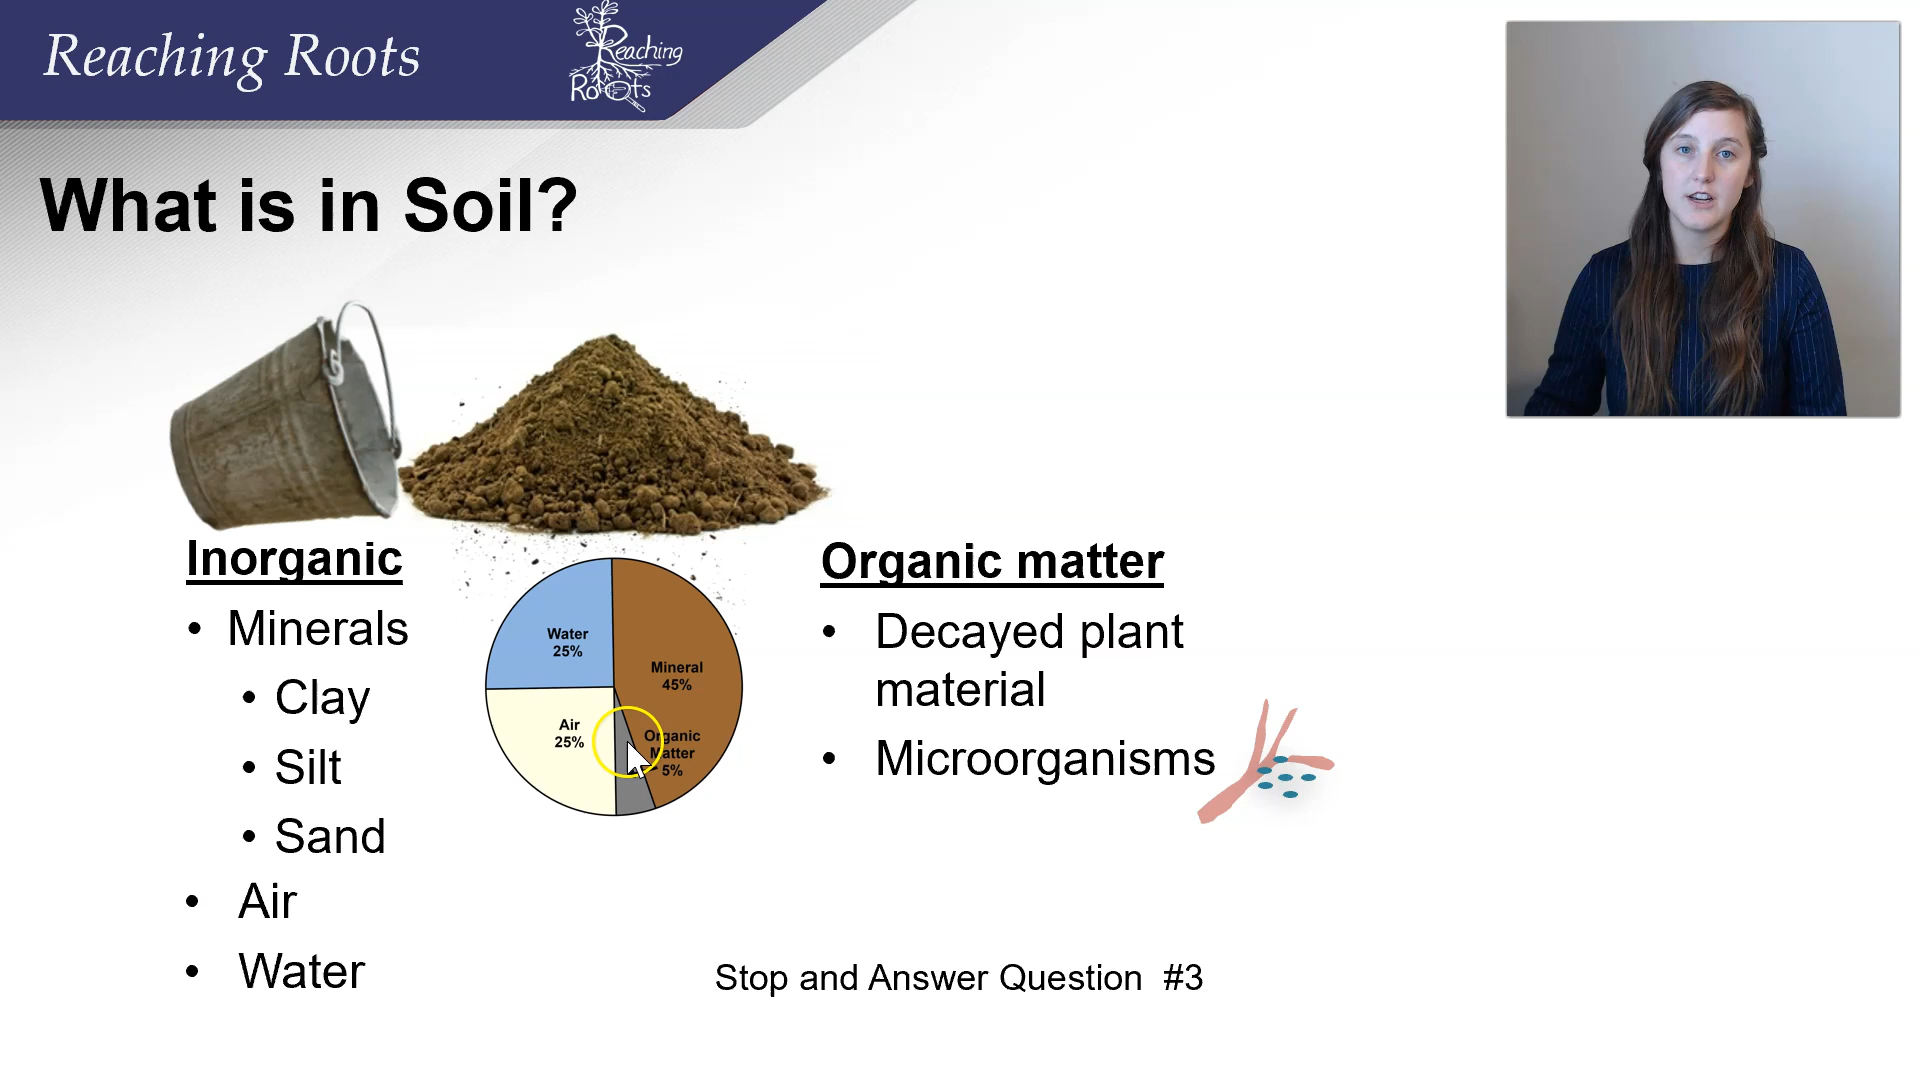 Reaching Roots
Reaching
Roots
What is in Soil?
Inorganic
• Minerals
• Clay
• Silt
• Sand
• Air
• Water
Water
25%
Mineral
45%
Air
25%
Organic
Matter
5%
Organic matter
• Decayed plant
material
• Microorganisms
Stop and Answer Question #3